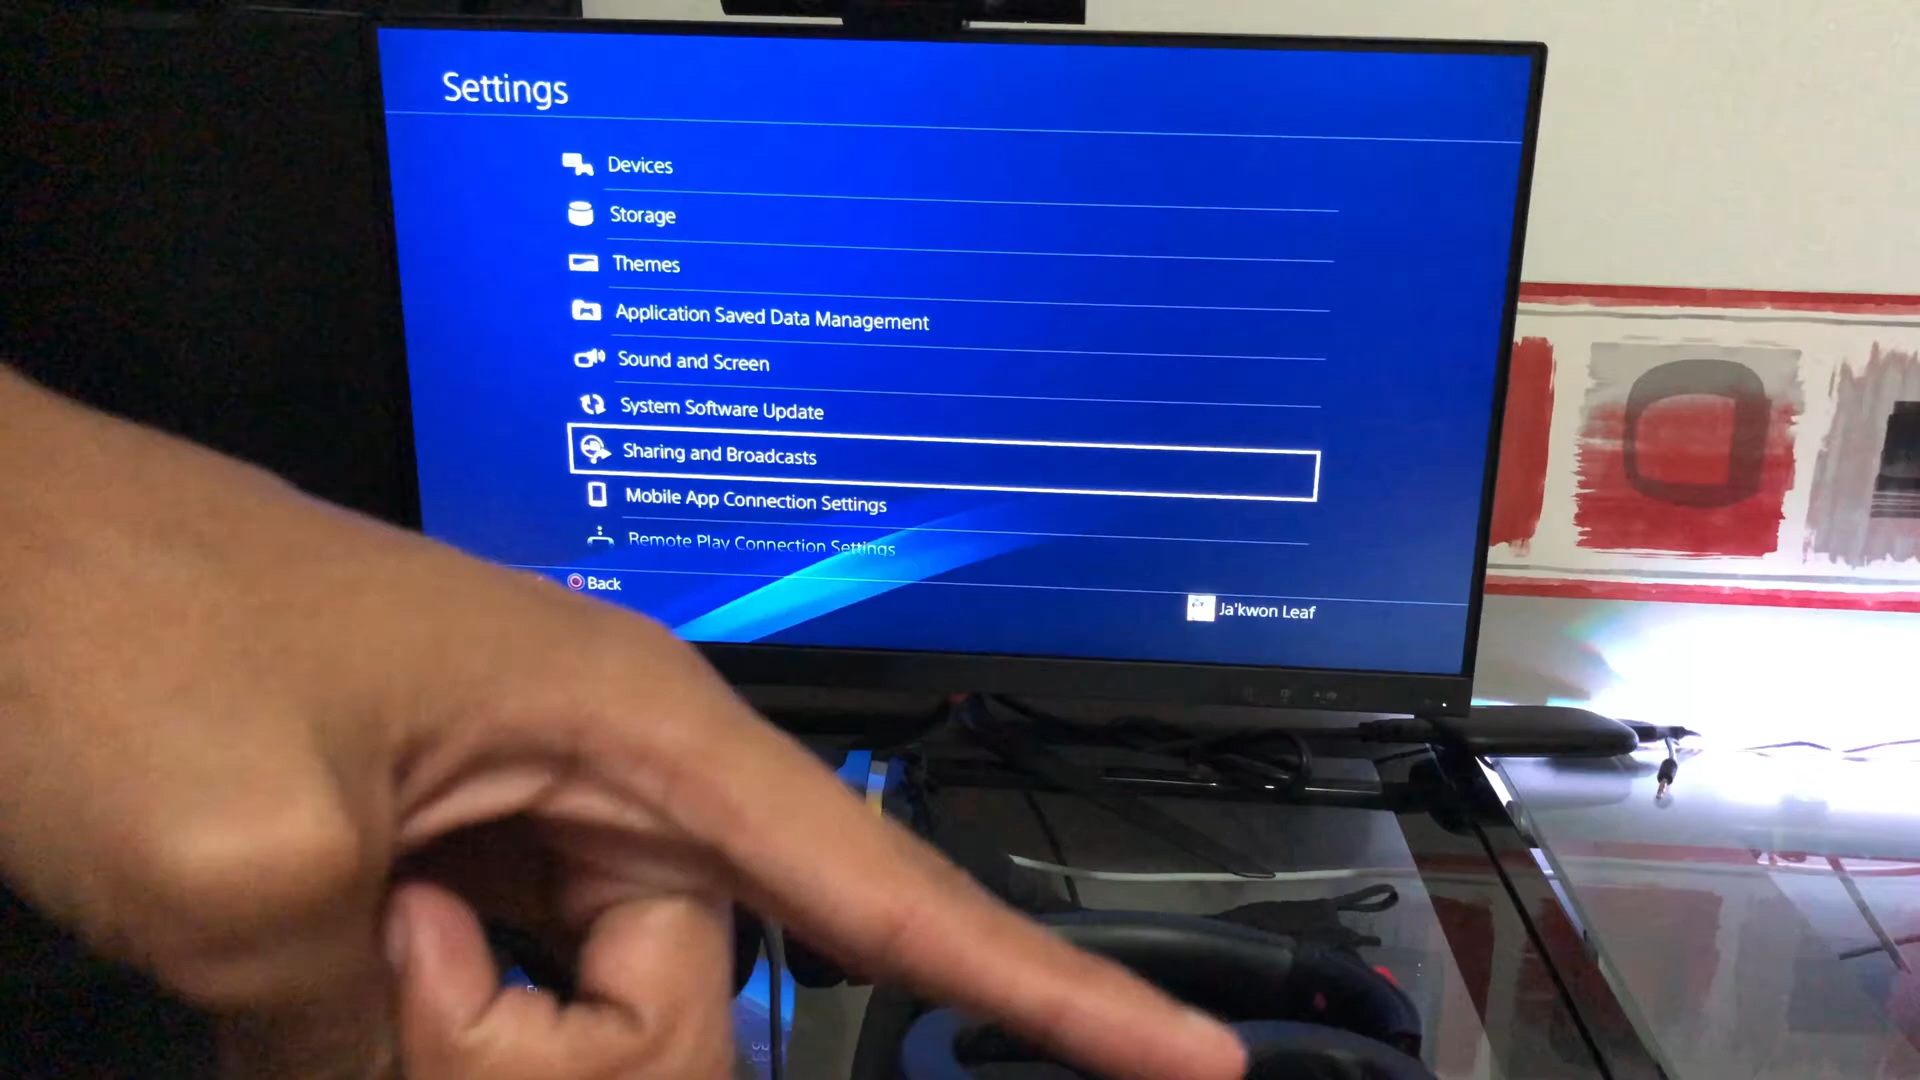 Settings
Devices
Storage
Themes
Application Saved Data Management
Sound and Screen
System Software Update
Sharing and Broadcasts
Mobile App Connection Settings
Remote Play Connection Settings
Back
Ja'kwon Leaf